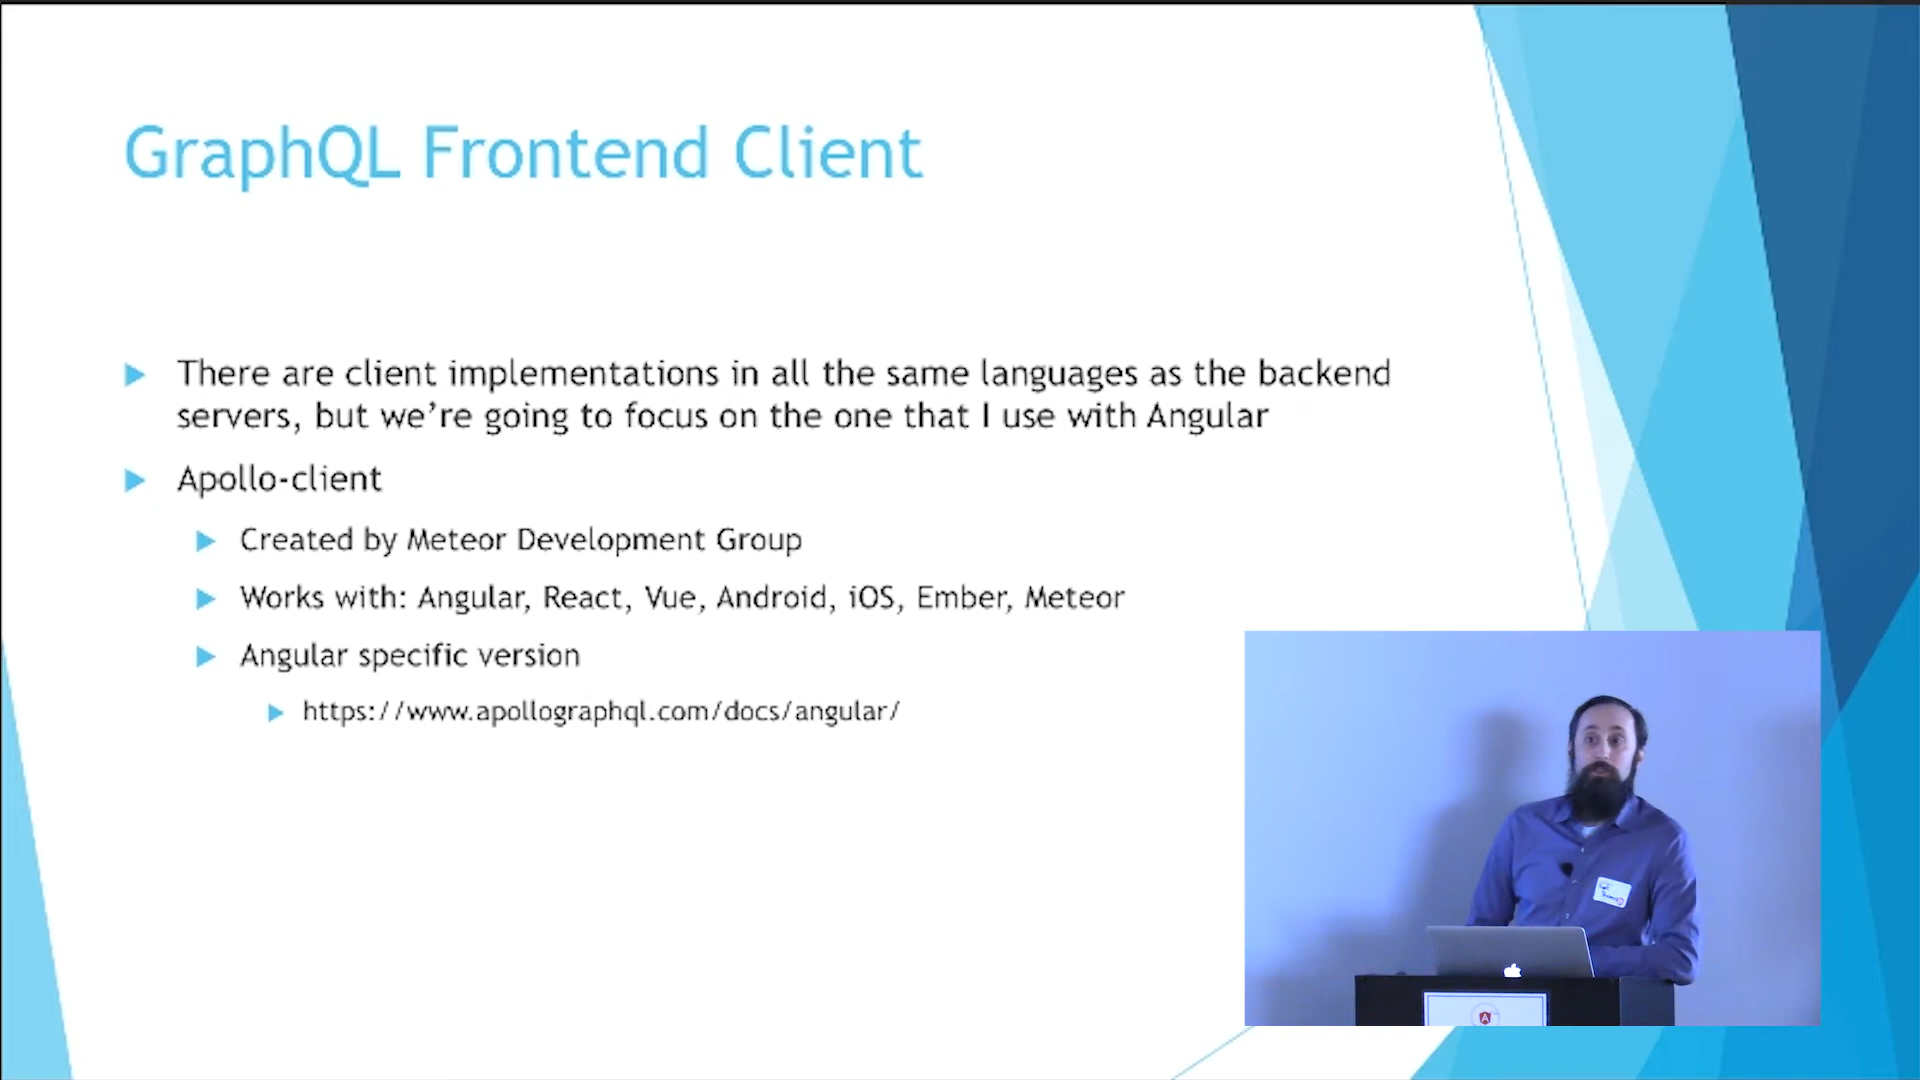 GraphQL Frontend Client
There are client implementations in all the same languages as the backend
servers, but we’re going to focus on the one that I use with Angular
Apollo-client
Created by Meteor Development Group
Works with: Angular, React, Vue, Android, iOS, Ember, Meteor
Angular specific version
https://www.apollographql.com/docs/angular/